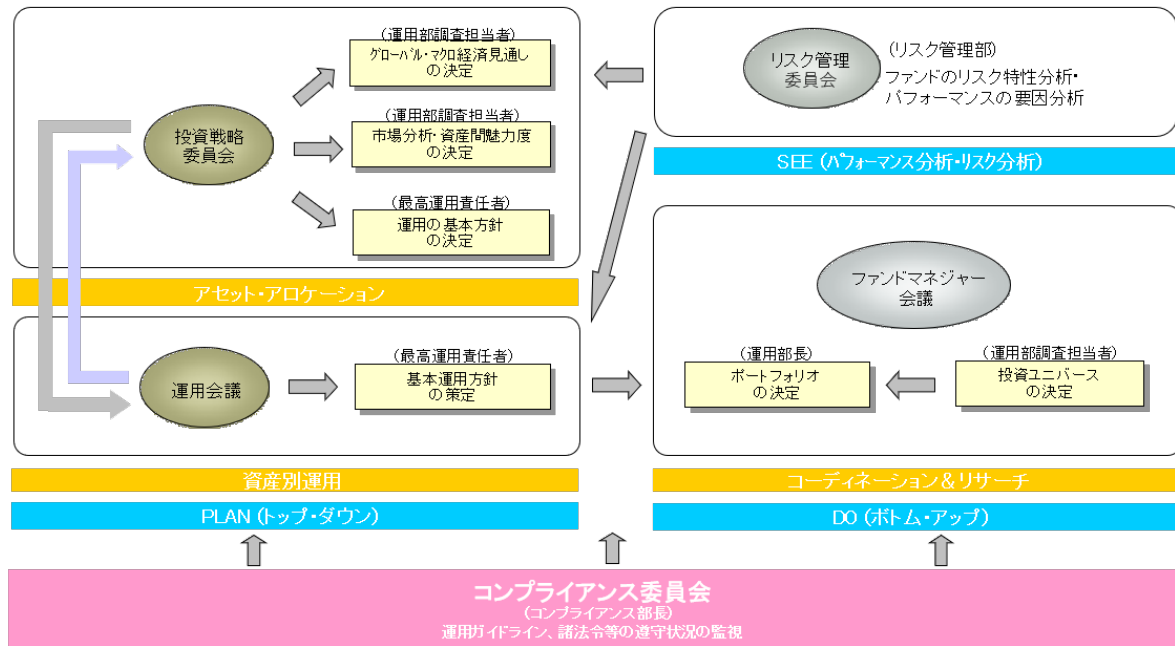 (運用部調査担当者)
グローバル・マクロ経済見通し
の決定
投資戦略
委員会
(運用部調査担当者)
市場分析・資産間魅力度
の決定
(最高運用責任者)
運用の基本方針
の決定
アセット・アロケーション
運用会議
(最高運用責任者)
基本運用方針
の策定
資産別運用
PLAN (トップ・ダウン)
リスク管理
委員会
(リスク管理部)
ファンドのリスク特性分析・
パフォーマンスの要因分析
SEE (パフォーマンス分析・リスク分析)
ファンドマネジャー
会議
(運用部長)
ポートフォリオ
の決定
(運用部調査担当者)
投資ユニバース
の決定
コーディネーション&リサーチ
DO (ボトム・アップ)
コンプライアンス委員会
(コンプライアンス部長)
運用ガイドライン、諸法令等の遵守状況の監視